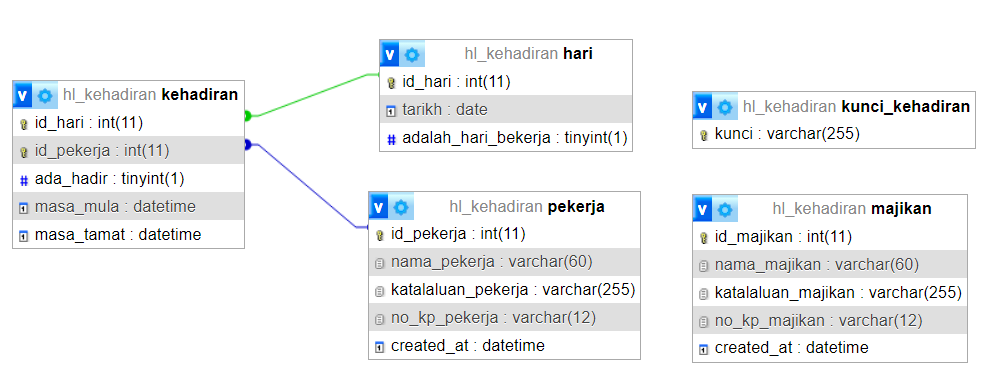 hl_kehadiran kehadiran
id_hari : int(11)
id_pekerja : int(11)
ada_hadir : tinyint(1)
masa_mula : datetime
masa_tamat : datetime
hl_kehadiran hari
id_hari : int(11)
tarikh : date
adalah_hari_bekerja : tinyint(1)
hl_kehadiran pekerja
id_pekerja : int(11)
nama_pekerja : varchar(60)
katalaluan_pekerja : varchar(255)
no_kp_pekerja : varchar(12)
created_at : datetime
hl_kehadiran kunci_kehadiran
kunci : varchar(255)
hl_kehadiran majikan
id_majikan : int(11)
nama_majikan : varchar(60)
katalaluan_majikan : varchar(255)
no_kp_majikan : varchar(12)
created_at : datetime